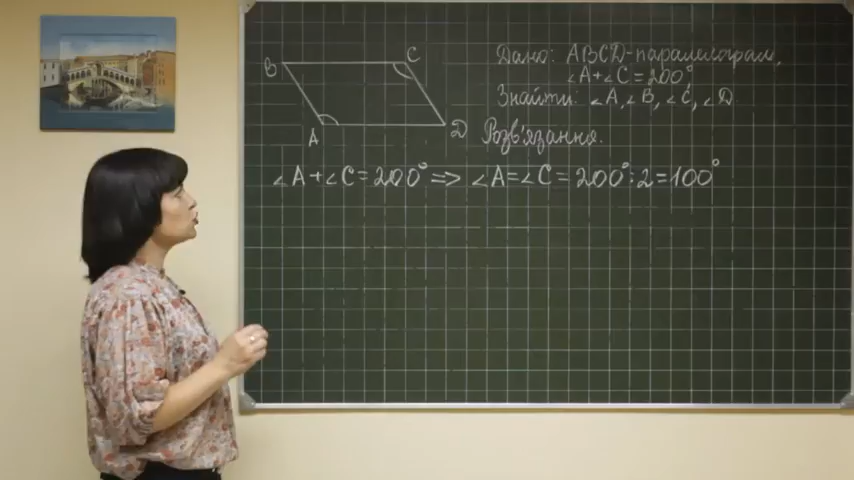 B
C
A
D
Дано: ABCD-паралелограм,
∠A+∠C=200°
Знайти: ∠A,∠B,∠C,∠D
Розв'язання.
∠A+∠C=200° => ∠A=∠C=200°:2=100°